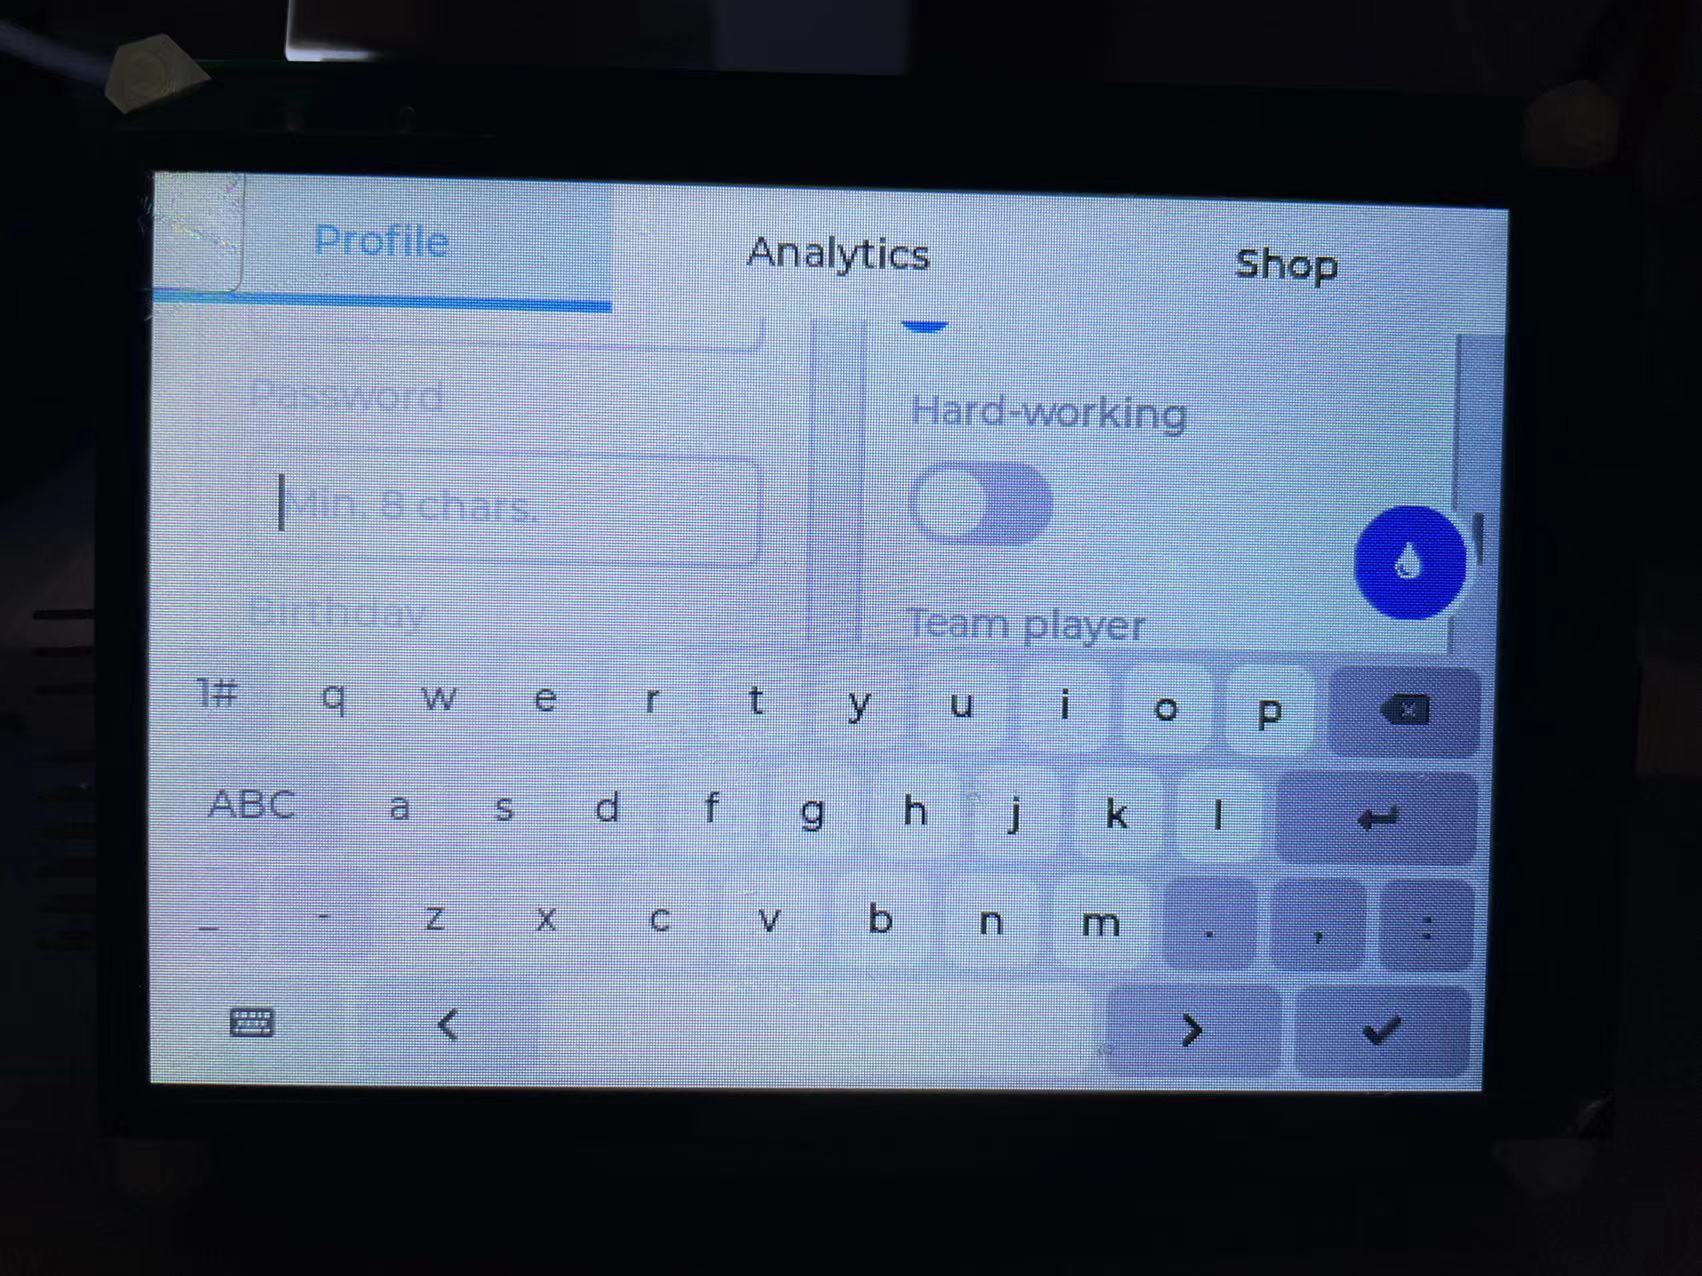 Profile
Analytics
Shop
Password
Hard-working
Min. 8 chars.
Birthday
Team player
1# q w e r t y u i o p
ABC a s d f g h j k l
_ - z x c v b n m . , :
< >